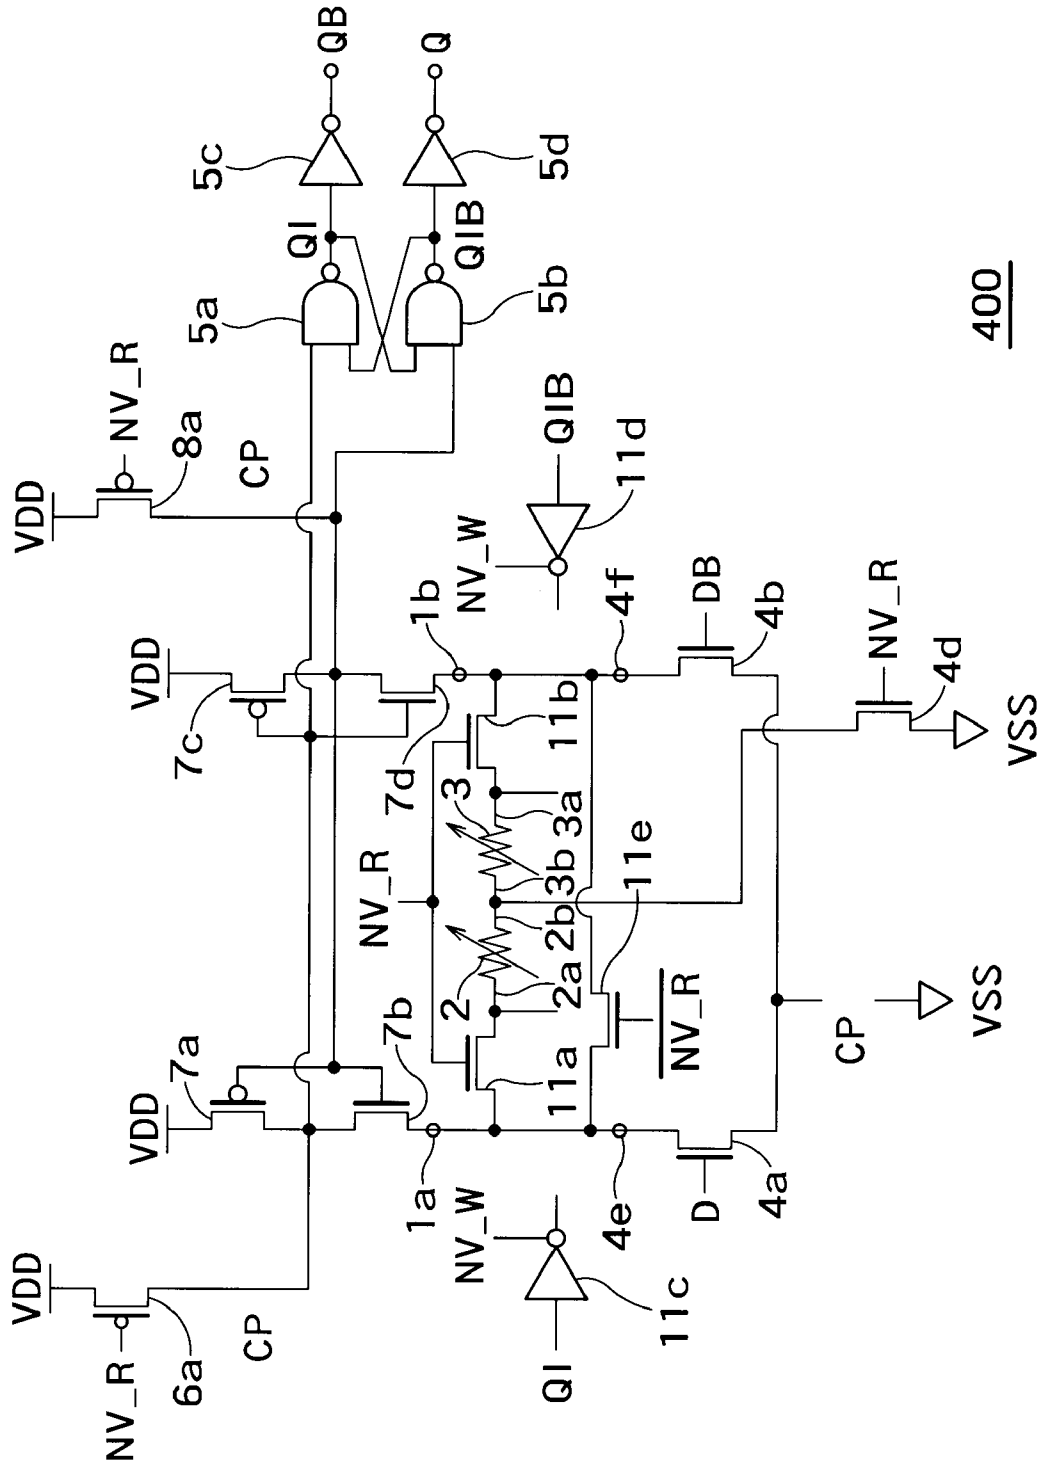 QB
Q
5c
5d
QI
QIB
5a
5b
NV_R
8a
VDD
CP
400
QIB
11d
NV_W
1b
4f
DB
4b
NV_R
4d
VSS
VDD
7c
7d
11b
3
3a
3b
11e
NV_R
2
2b
2a
7a
7b
VDD
11a
NV_R
CP
VSS
1a
4e
D
4a
NV_W
11c
QI
VDD
6a
CP
NV_R